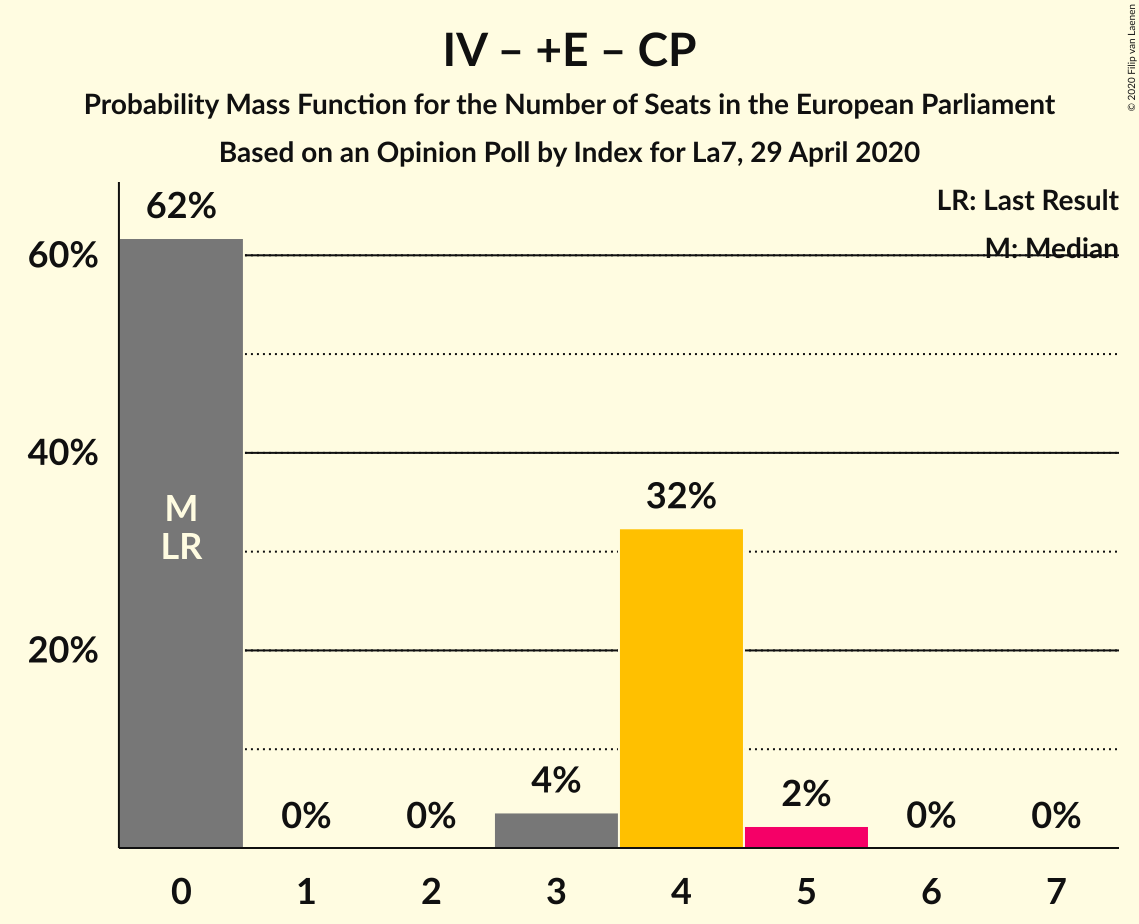 IV – +E – CP
Probability Mass Function for the Number of Seats in the European Parliament
Based on an Opinion Poll by Index for La7, 29 April 2020
© 2020 Filip van Laenen
LR: Last Result
M: Median
60%
40%
20%
62%
M
LR
0%
0%
4%
32%
2%
0%
0%
0 1 2 3 4 5 6 7